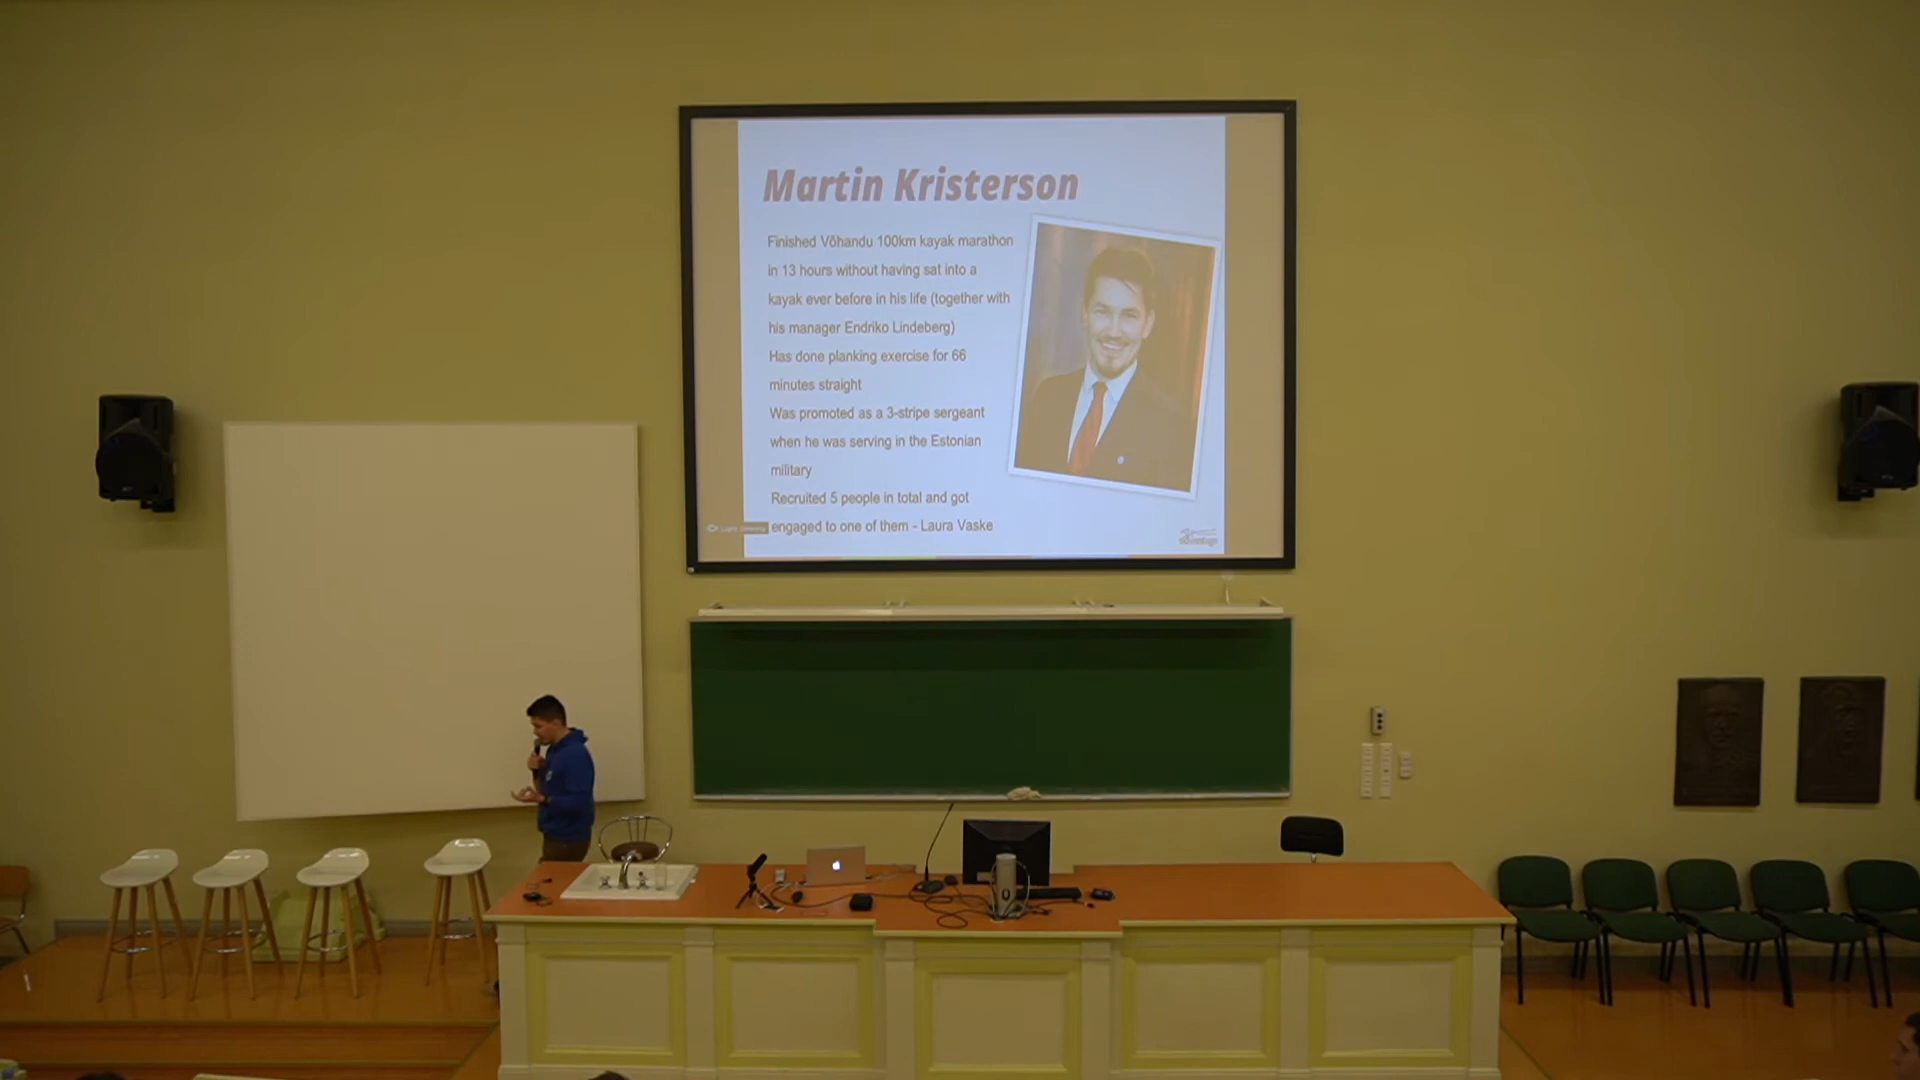 Martin Kristerson
Finished Võhandu 100km kayak marathon
in 13 hours without having sat into a
kayak ever before in his life (together with
his manager Endriko Lindeberg)
Has done planking exercise for 66
minutes straight
Was promoted as a 3-stripe sergeant
when he was serving in the Estonian
military
Recruited 5 people in total and got
engaged to one of them - Laura Vaske